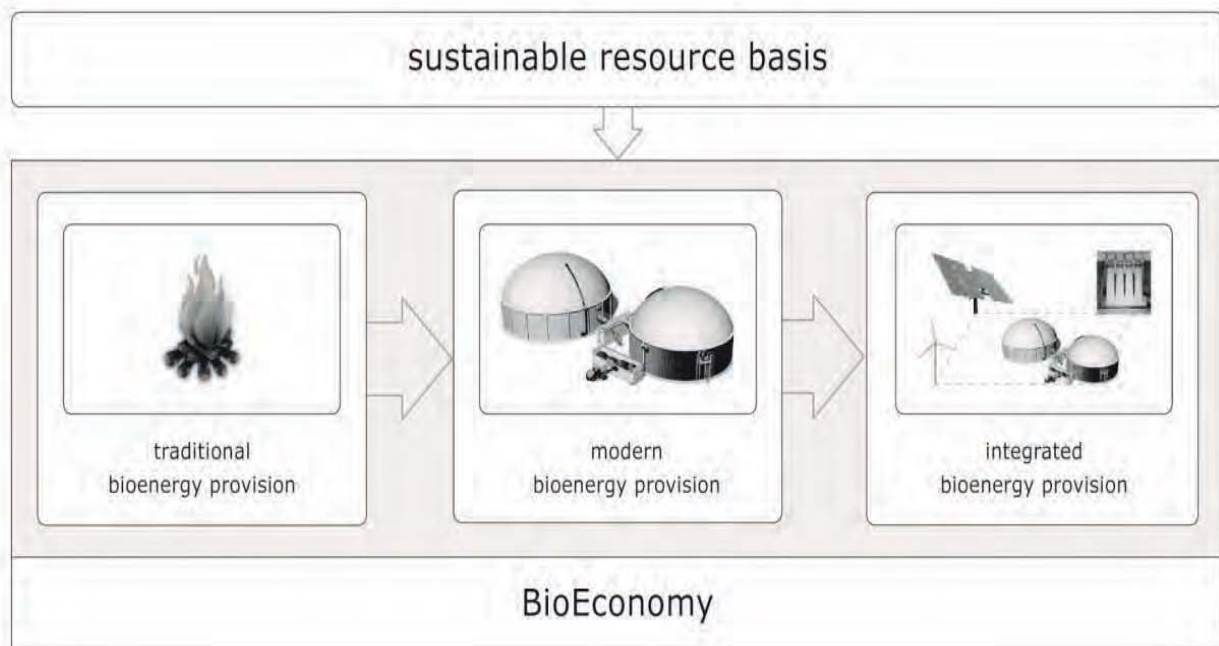 sustainable resource basis
traditional
bioenergy provision
modern
bioenergy provision
integrated
bioenergy provision
BioEconomy